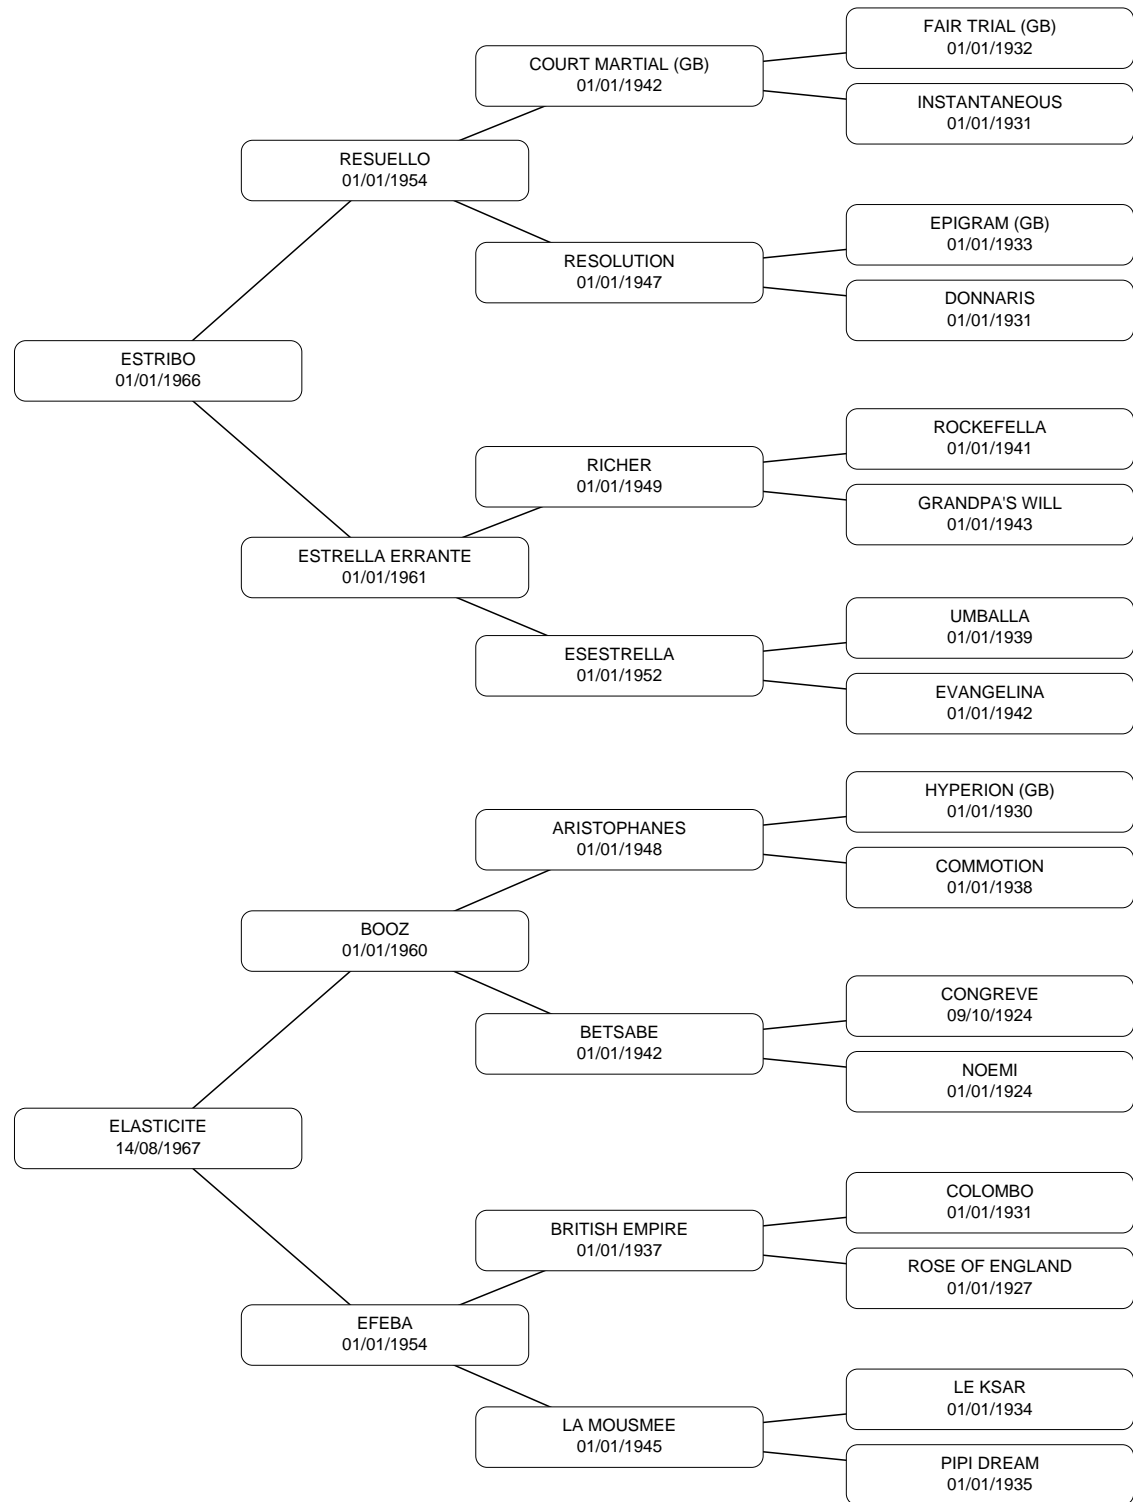 FAIR TRIAL (GB)
01/01/1932
COURT MARTIAL (GB)
01/01/1942
INSTANTANEOUS
01/01/1931
RESUELLO
01/01/1954
EPIGRAM (GB)
01/01/1933
RESOLUTION
01/01/1947
DONNARIS
01/01/1931
ESTRIBO
01/01/1966
ROCKEFELLA
01/01/1941
RICHER
01/01/1949
GRANDPA'S WILL
01/01/1943
ESTRELLA ERRANTE
01/01/1961
UMBALLA
01/01/1939
ESESTRELLA
01/01/1952
EVANGELINA
01/01/1942
HYPERION (GB)
01/01/1930
ARISTOPHANES
01/01/1948
COMMOTION
01/01/1938
BOOZ
01/01/1960
CONGREVE
09/10/1924
BETSABE
01/01/1942
NOEMI
01/01/1924
ELASTICITE
14/08/1967
COLOMBO
01/01/1931
BRITISH EMPIRE
01/01/1937
ROSE OF ENGLAND
01/01/1927
EFEBA
01/01/1954
LE KSAR
01/01/1934
LA MOUSMEE
01/01/1945
PIPI DREAM
01/01/1935